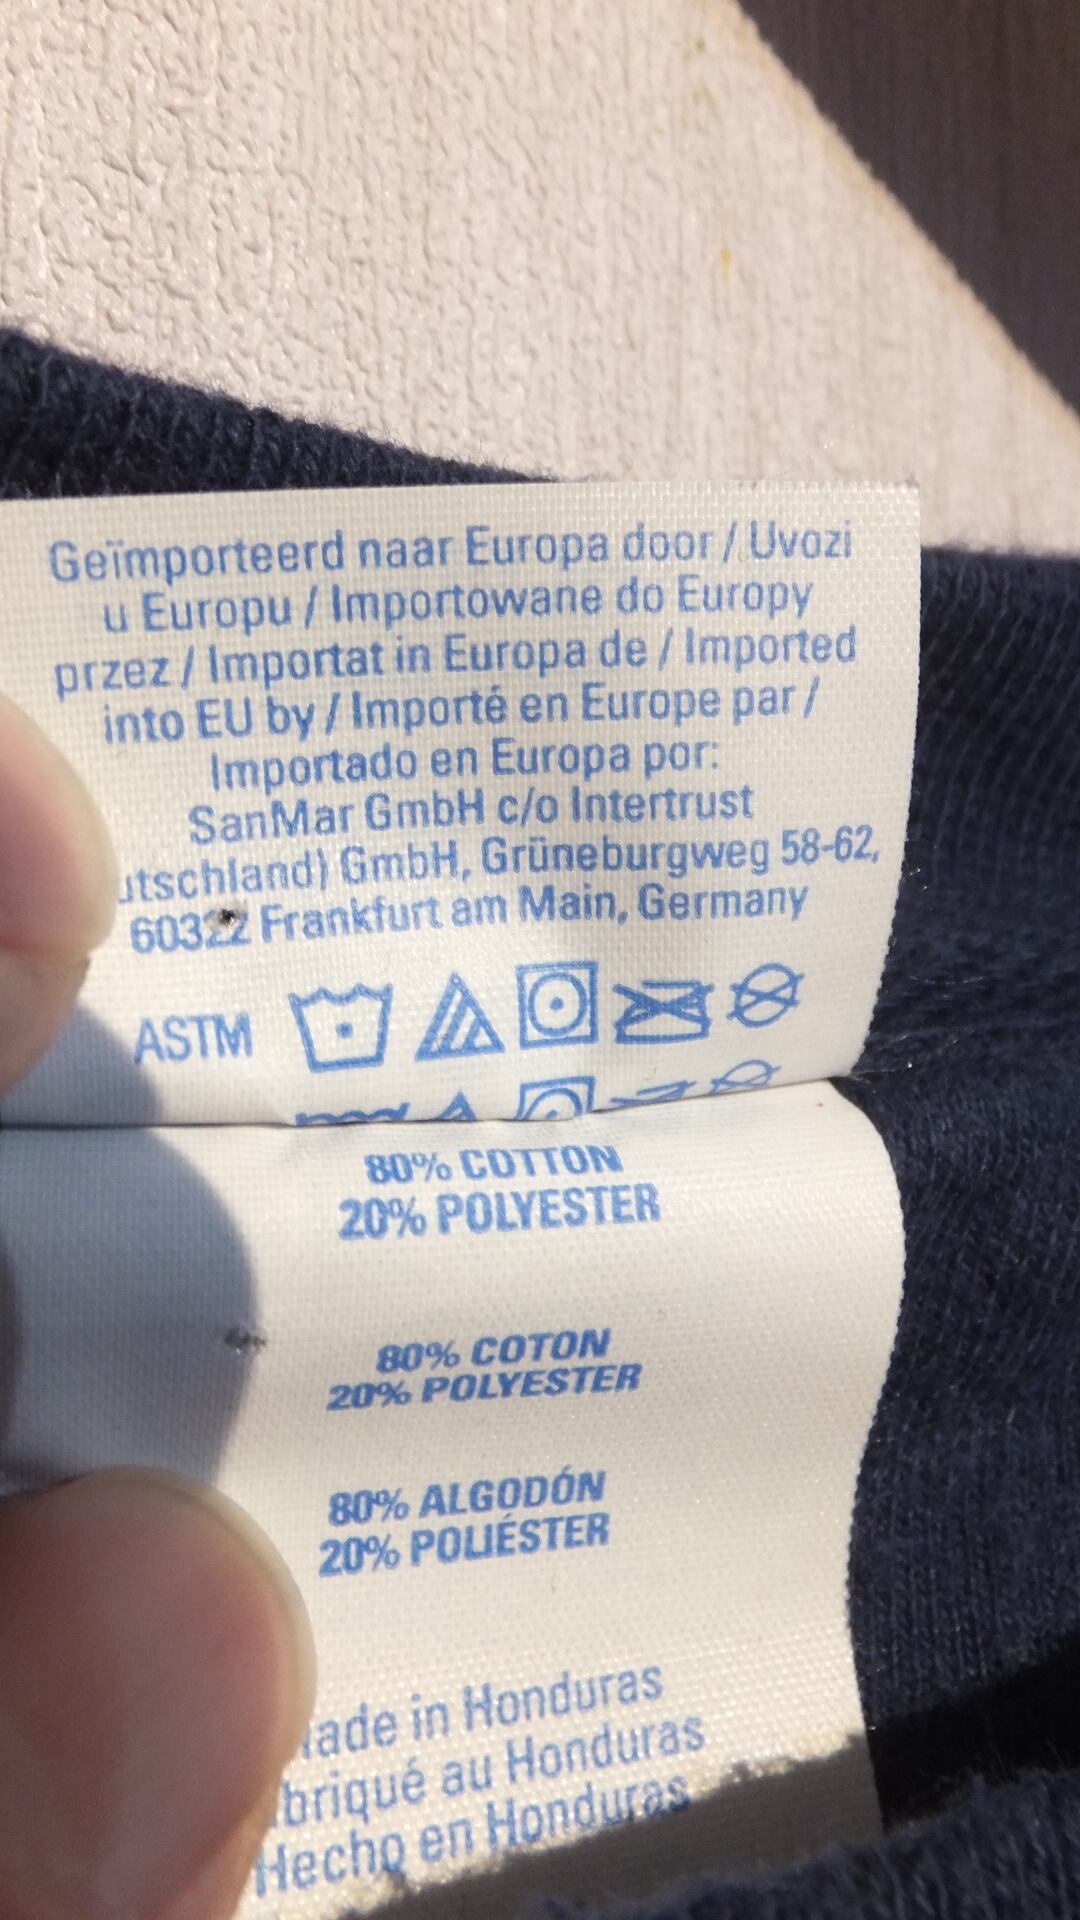 Geïmporteerd naar Europa door / Uvozi
u Europu / Importowane do Europy
przez / Importat in Europa de / Imported
into EU by / Importé en Europe par /
Importado en Europa por:
SanMar GmbH c/o Intertrust
utschland) GmbH, Grüneburgweg 58-62,
60322 Frankfurt am Main, Germany
ASTM
80% COTTON
20% POLYESTER
80% COTON
20% POLYESTER
80% ALGODÓN
20% POLIÉSTER
ade in Honduras
briqué au Honduras
Hecho en Honduras